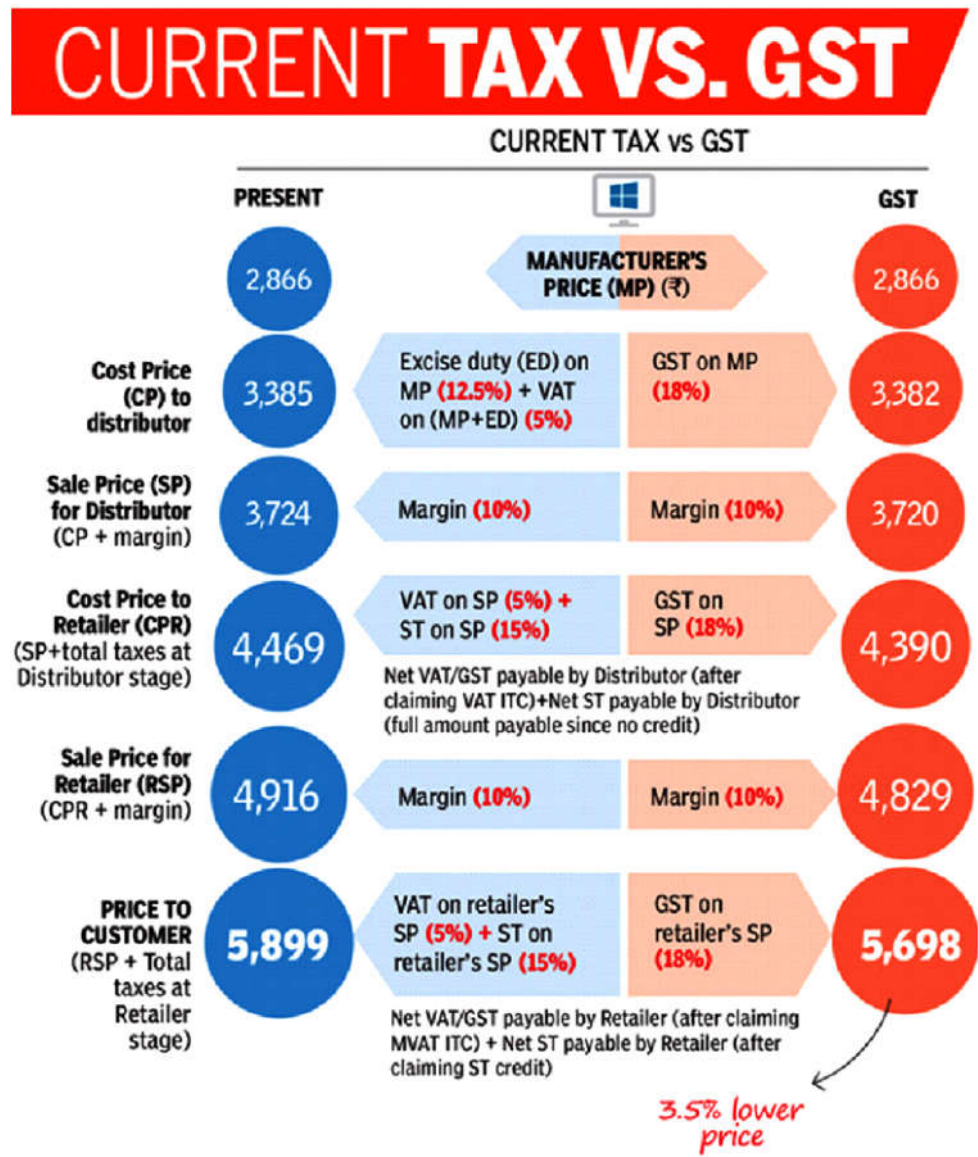 CURRENT TAX VS. GST
CURRENT TAX vs GST
PRESENT
GST
2,866
MANUFACTURER'S
PRICE (MP) (₹)
2,866
Cost Price
(CP) to
distributor
3,385
Excise duty (ED) on
MP (12.5%) + VAT
on (MP+ED) (5%)
GST on MP
(18%)
3,382
Sale Price (SP)
for Distributor
(CP + margin)
3,724
Margin (10%)
Margin (10%)
3,720
Cost Price to
Retailer (CPR)
(SP+total taxes at
Distributor stage)
4,469
VAT on SP (5%) +
ST on SP (15%)
GST on
SP (18%)
4,390
Net VAT/GST payable by Distributor (after
claiming VAT ITC)+Net ST payable by Distributor
(full amount payable since no credit)
Sale Price for
Retailer (RSP)
(CPR + margin)
4,916
Margin (10%)
Margin (10%)
4,829
PRICE TO
CUSTOMER
(RSP + Total
taxes at
Retailer
stage)
5,899
VAT on retailer's
SP (5%) + ST on
retailer's SP (15%)
GST on
retailer's SP
(18%)
5,698
Net VAT/GST payable by Retailer (after claiming
MVAT ITC) + Net ST payable by Retailer (after
claiming ST credit)
3.5% lower
price